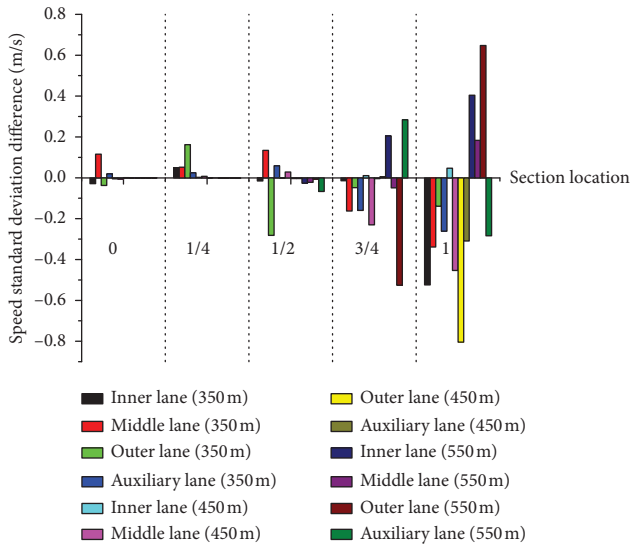 Speed standard deviation difference (m/s)
0.8
0.6
0.4
0.2
0.0
−0.2
−0.4
−0.6
−0.8
Section location
0
1/4
1/2
3/4
1
Inner lane (350 m)
Middle lane (350 m)
Outer lane (350 m)
Auxiliary lane (350 m)
Inner lane (450 m)
Middle lane (450 m)
Outer lane (450 m)
Auxiliary lane (450 m)
Inner lane (550 m)
Middle lane (550 m)
Outer lane (550 m)
Auxiliary lane (550 m)